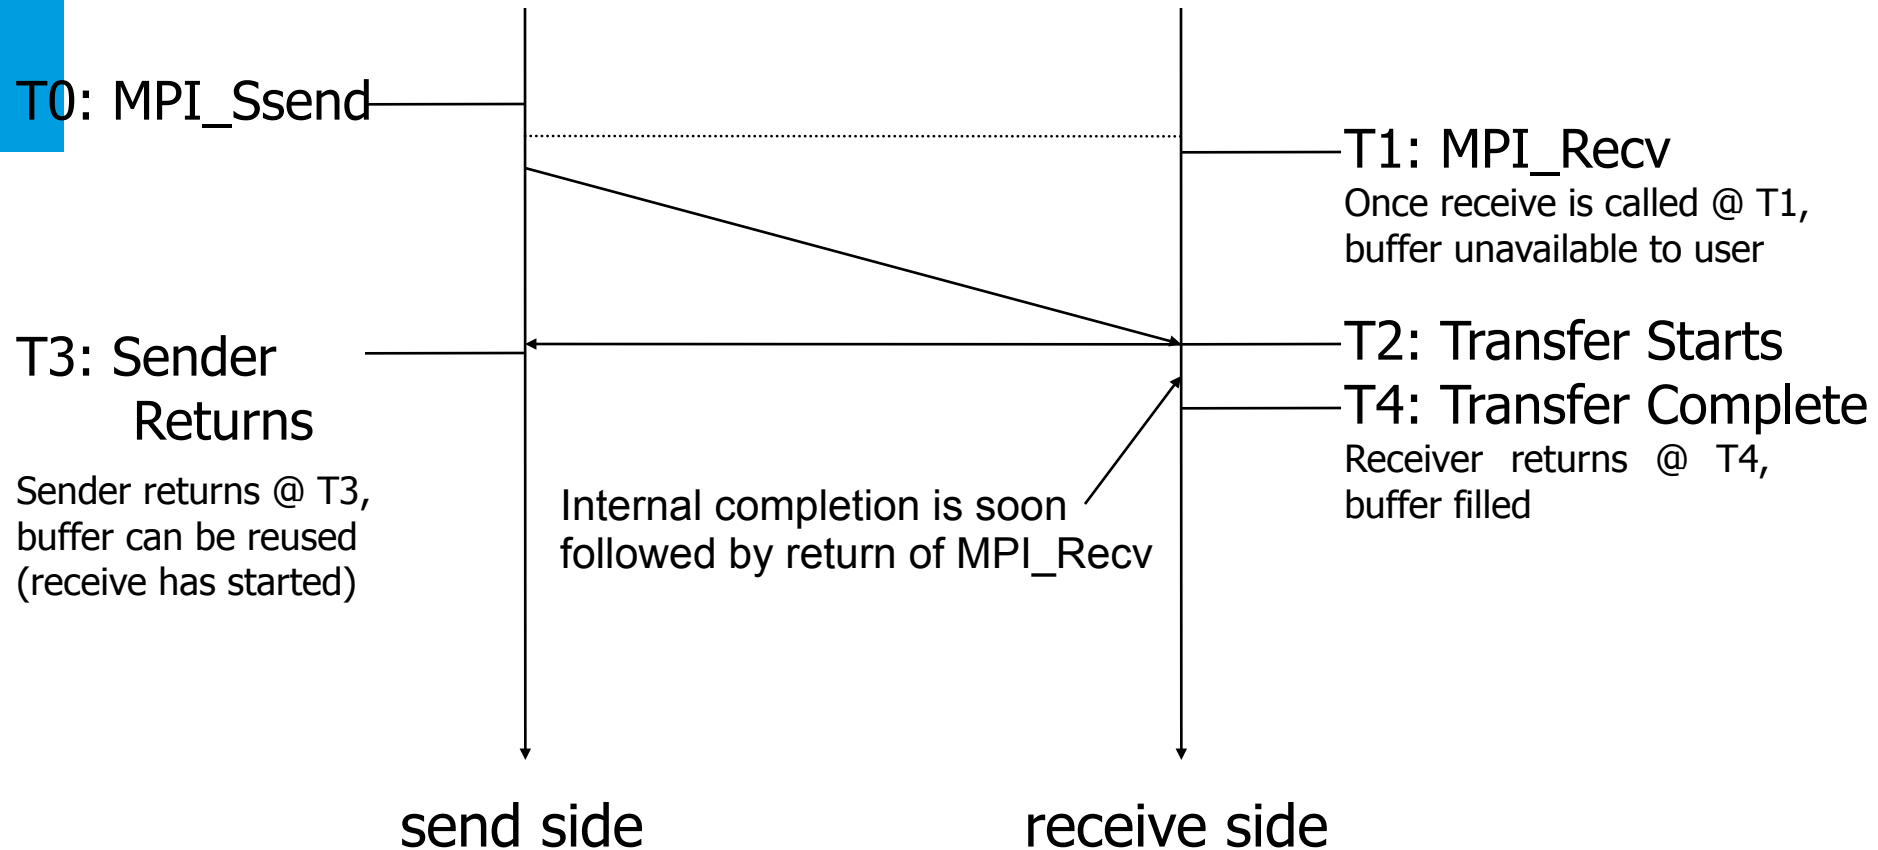 T0: MPI_Ssend
T1: MPI_Recv
Once receive is called @ T1,
buffer unavailable to user
T2: Transfer Starts
T3: Sender
Returns
T4: Transfer Complete
Receiver returns @ T4,
buffer filled
Sender returns @ T3,
buffer can be reused
(receive has started)
Internal completion is soon
followed by return of MPI_Recv
send side
receive side